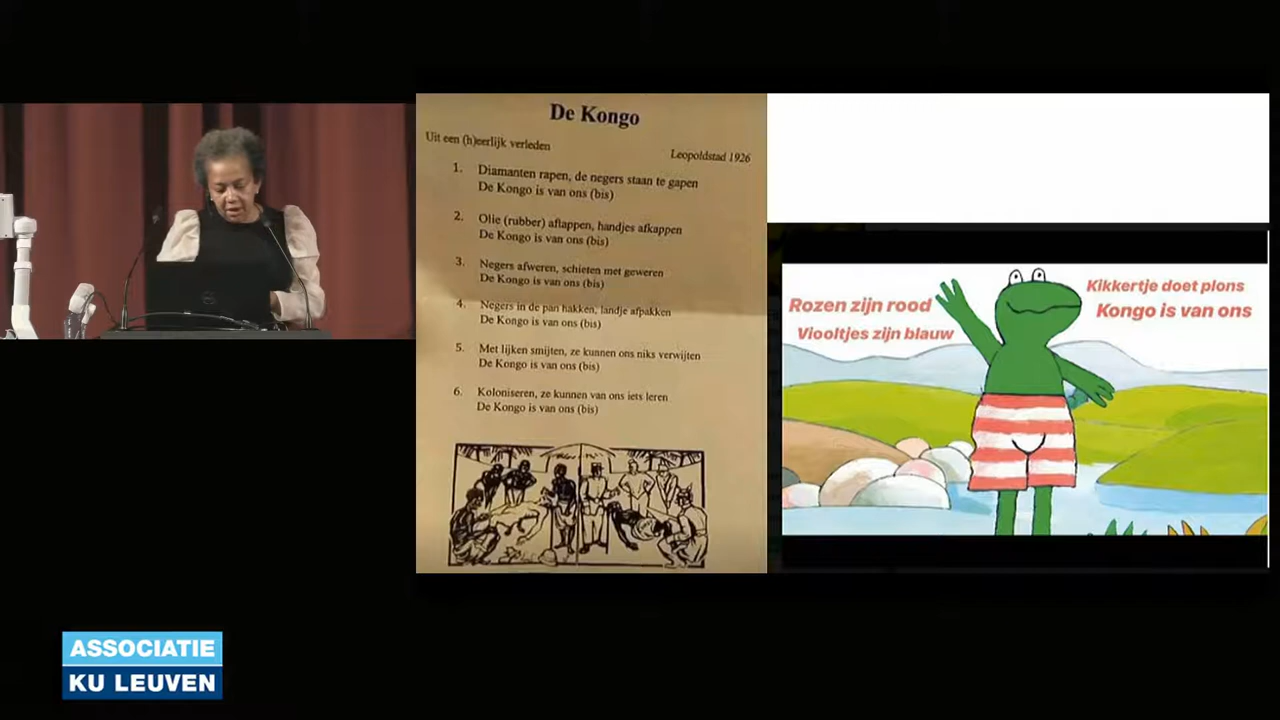 De Kongo
Uit een (h)eerlijk verleden
Leopoldstad 1926
1. Diamanten rapen, de negers staan te gapen
De Kongo is van ons (bis)
2. Olie (rubber) aftappen, handjes afkappen
De Kongo is van ons (bis)
3. Negers afweren, schieten met geweren
De Kongo is van ons (bis)
4. Negers in de pan hakken, landje afpakken
De Kongo is van ons (bis)
5. Met lijken smijten, ze kunnen ons niks verwijten
De Kongo is van ons (bis)
6. Koloniseren, ze kunnen van ons iets leren
De Kongo is van ons (bis)
Rozen zijn rood
Viooltjes zijn blauw
Kikkertje doet plons
Kongo is van ons
ASSOCIATIE
KU LEUVEN